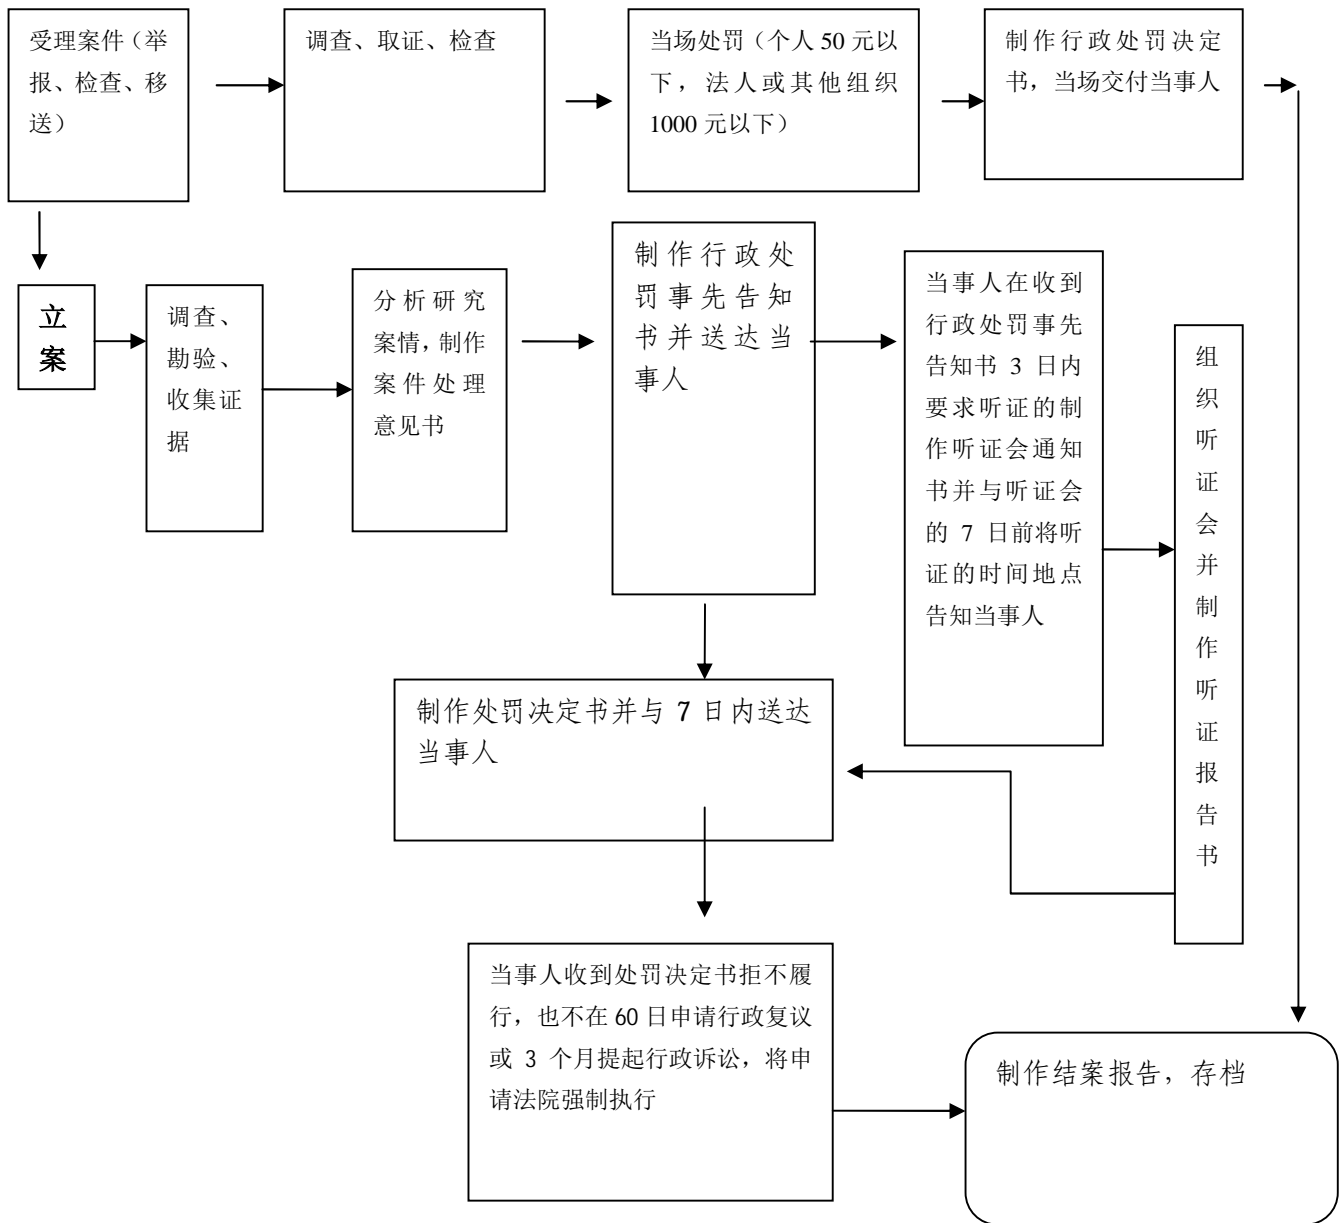 受理案件（举
报、检查、移
送）
调查、取证、检查
当场处罚（个人 50 元以
下，法人或其他组织
1000 元以下）
制作行政处罚决定
书，当场交付当事人
立
案
调查、
勘验、
收集证
据
分析研究
案情，制作
案件处理
意见书
制作行政处
罚事先告知
书并送达当
事人
当事人在收到
行政处罚事先
告知书 3 日内
要求听证的制
作听证会通知
书并与听证会
的 7 日前将听
证的时间地点
告知当事人
组
织
听
证
会
并
制
作
听
证
报
告
书
制作处罚决定书并与 7 日内送达
当事人
当事人收到处罚决定书拒不履
行，也不在 60 日申请行政复议
或 3 个月提起行政诉讼，将申
请法院强制执行
制作结案报告，存档